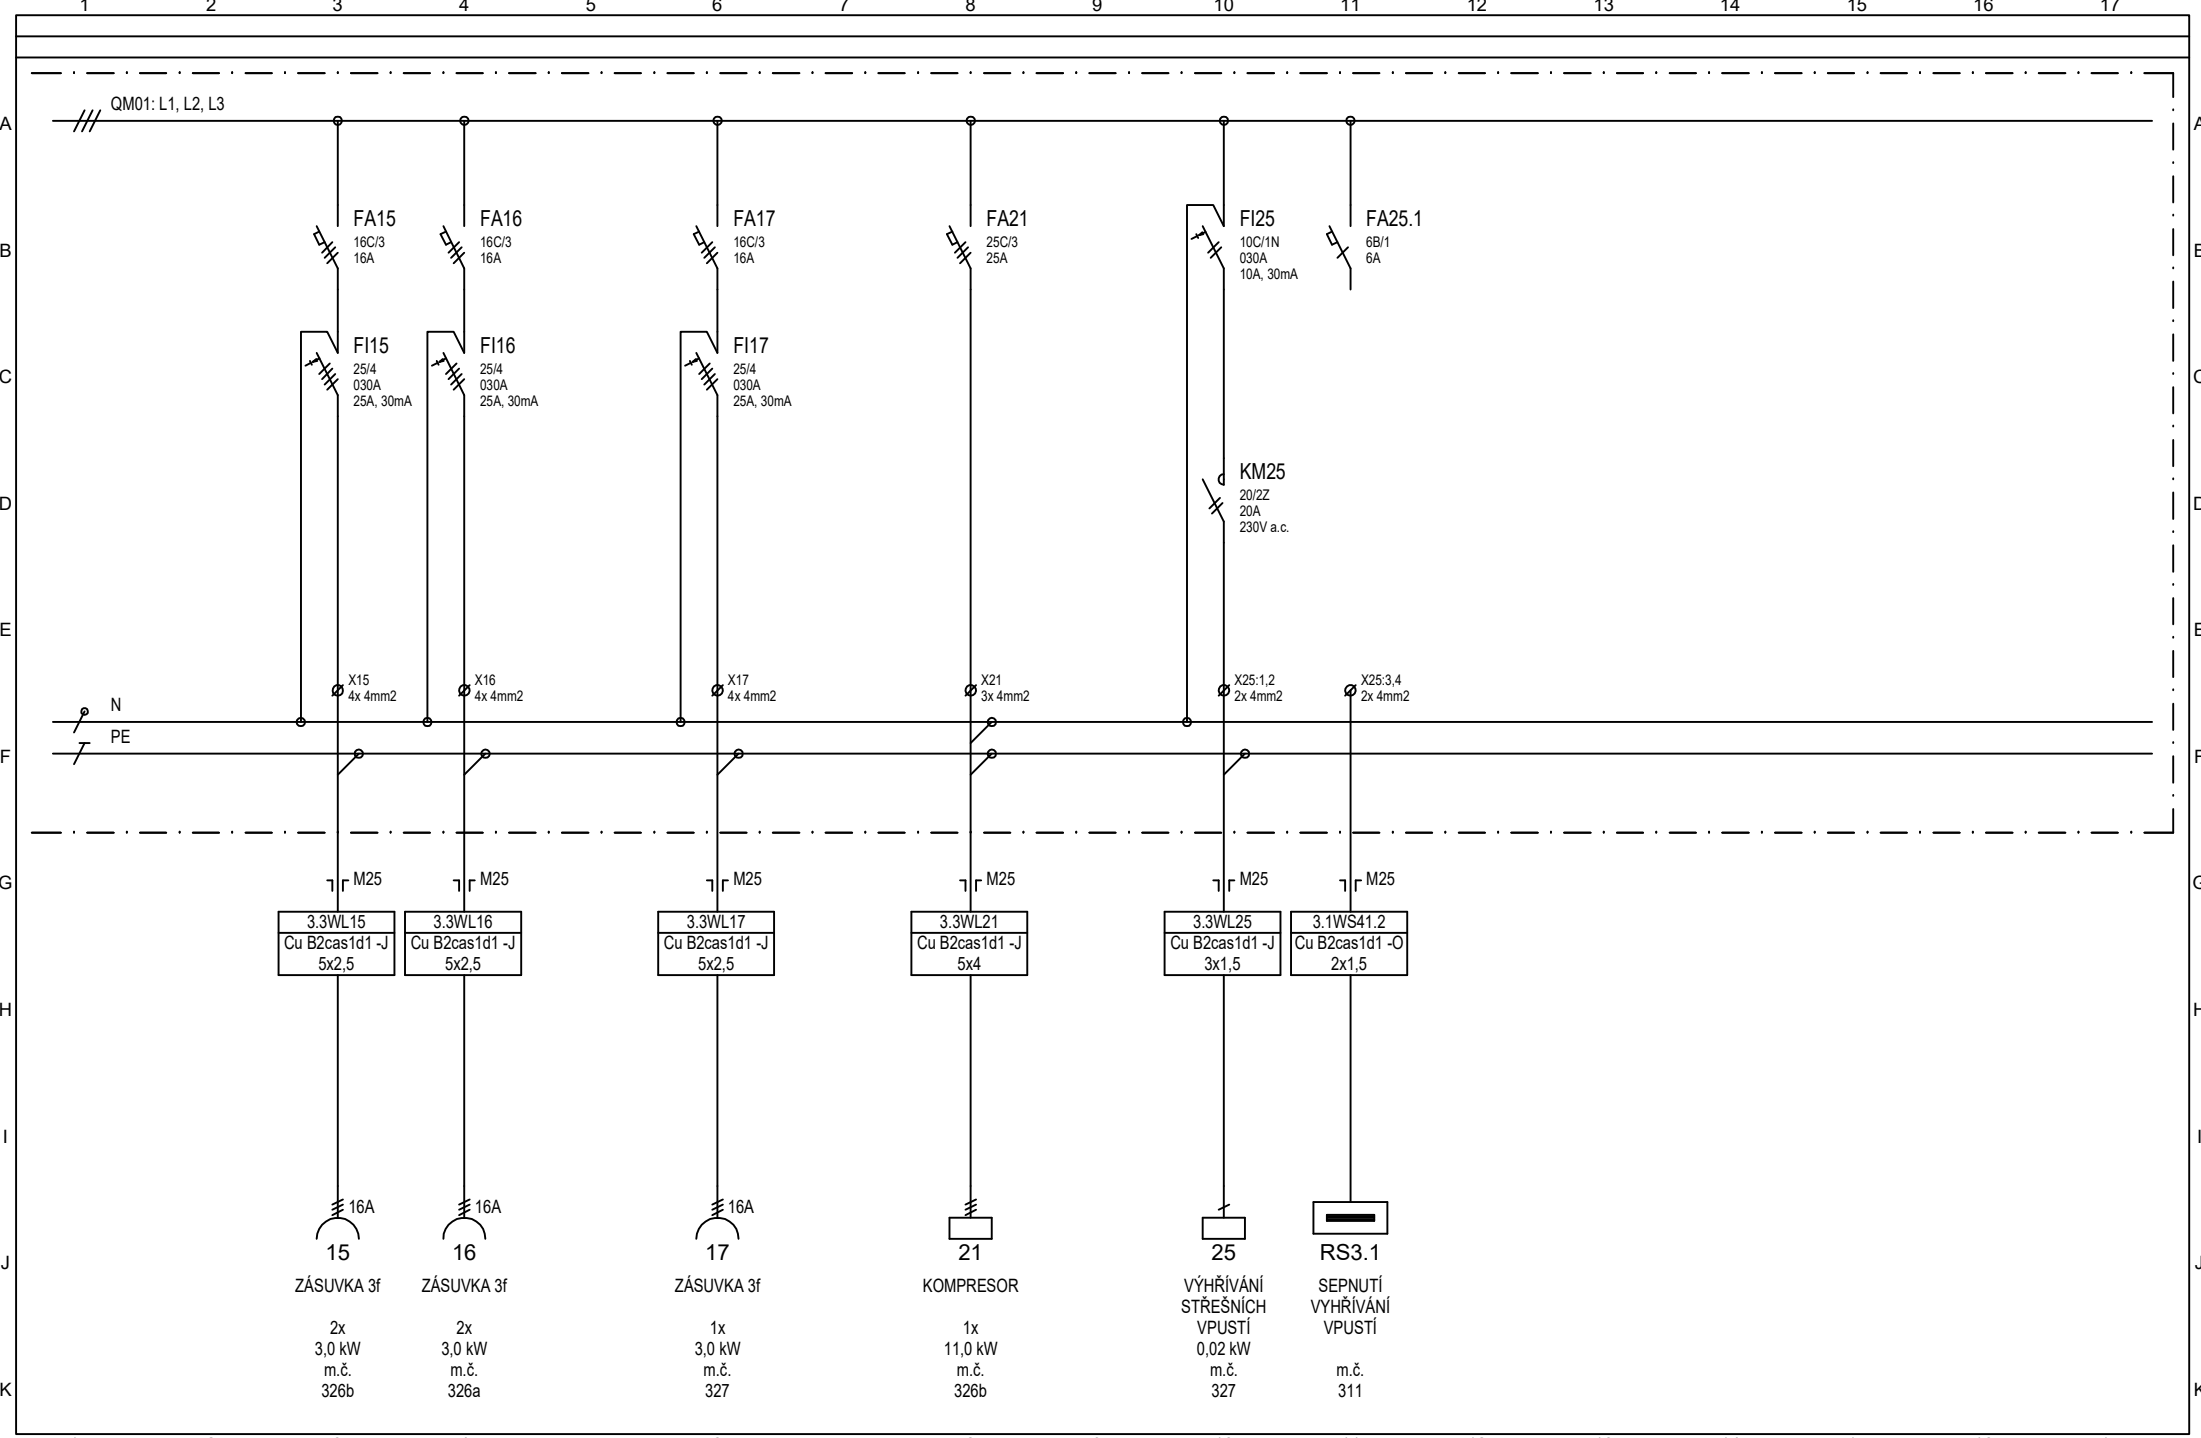 1 2 3 4 5 6 7 8 9 10 11 12 13 14 15 16 17
QM01: L1, L2, L3
A A
FA15 FA16 FA17 FA21 FI25 FA25.1
16C/3 16C/3 16C/3 25C/3 10C/1N 6B/1
B 16A 16A 16A 25A 030A 6A B
10A, 30mA
FI15 FI16 FI17
25/4 25/4 25/4
C 030A 030A 030A C
25A, 30mA 25A, 30mA 25A, 30mA
KM25
20/2Z
D 20A D
230V a.c.
E E
X15 X16 X17 X21 X25:1,2 X25:3,4
4x 4mm2 4x 4mm2 4x 4mm2 3x 4mm2 2x 4mm2 2x 4mm2
N
PE
F F
G M25 M25 M25 M25 M25 M25 G
3.3WL15 3.3WL16 3.3WL17 3.3WL21 3.3WL25 3.1WS41.2
Cu B2cas1d1 -J Cu B2cas1d1 -J Cu B2cas1d1 -J Cu B2cas1d1 -J Cu B2cas1d1 -J Cu B2cas1d1 -O
5x2,5 5x2,5 5x2,5 5x4 3x1,5 2x1,5
H H
I I
16A 16A 16A
15 16 17 21 25 RS3.1
J J
ZÁSUVKA 3f ZÁSUVKA 3f ZÁSUVKA 3f KOMPRESOR VÝHŘÍVÁNÍ SEPNUTÍ
STŘEŠNÍCH VYHŘÍVÁNÍ
2x 2x 1x 1x VPUSTÍ VPUSTÍ
3,0 kW 3,0 kW 3,0 kW 11,0 kW 0,02 kW
m.č. m.č. m.č. m.č. m.č. m.č.
K 326b 326a 327 326b 327 311 K